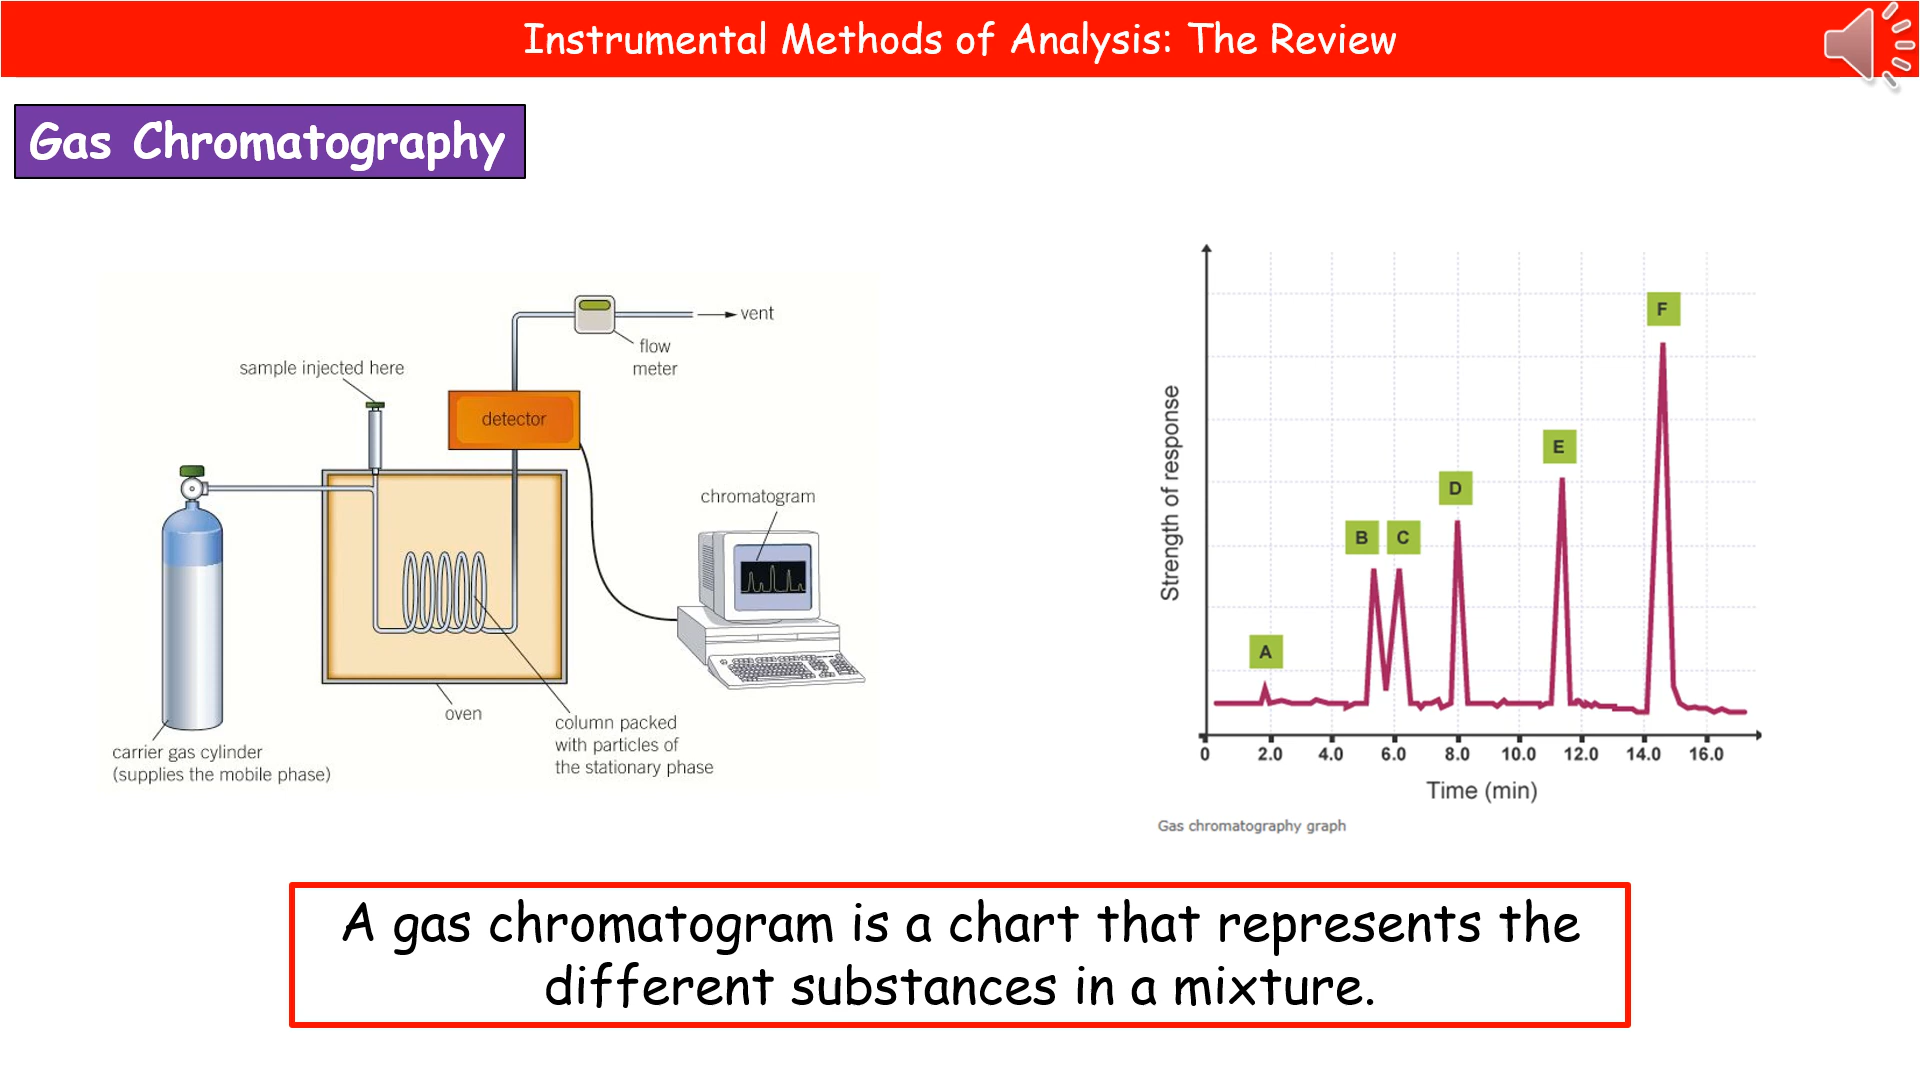 Instrumental Methods of Analysis: The Review
Gas Chromatography
vent
flow
meter
sample injected here
detector
chromatogram
oven
column packed
with particles of
the stationary phase
carrier gas cylinder
(supplies the mobile phase)
Strength of response
A
B
C
D
E
F
0 2.0 4.0 6.0 8.0 10.0 12.0 14.0 16.0
Time (min)
Gas chromatography graph
A gas chromatogram is a chart that represents the
different substances in a mixture.